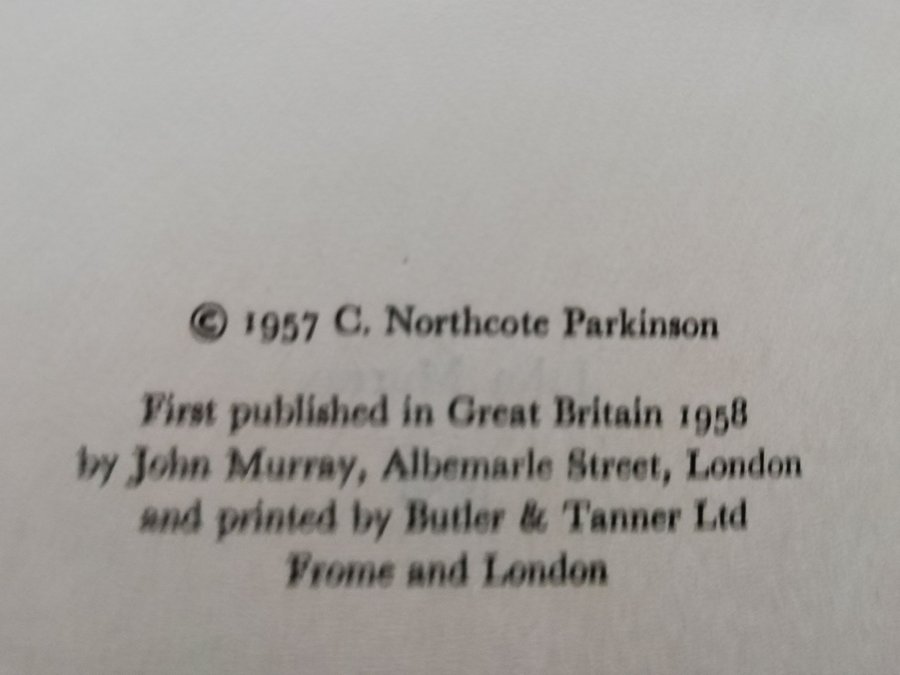 © 1957 C. Northcote Parkinson
First published in Great Britain 1958
by John Murray, Albemarle Street, London
and printed by Butler & Tanner Ltd
Frome and London